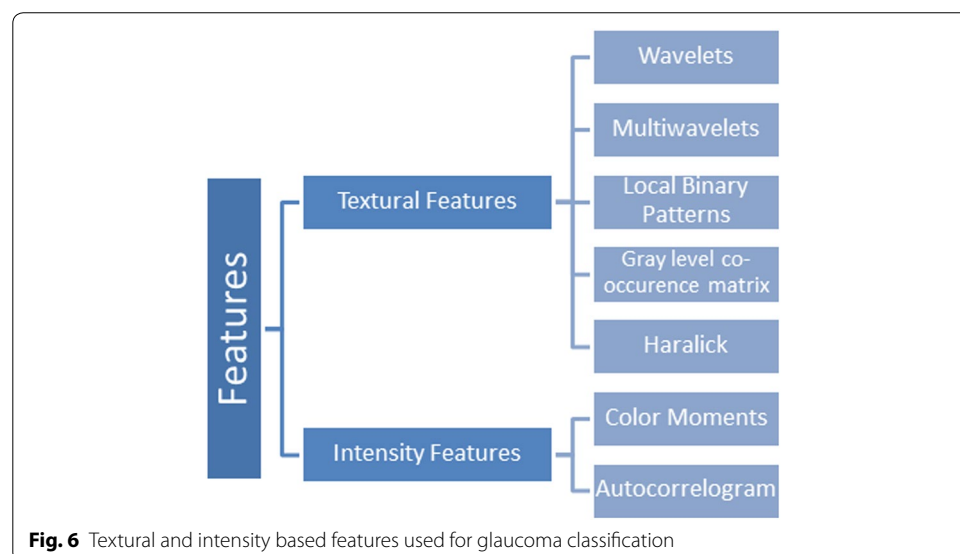 Features
Textural Features
Wavelets
Multiwavelets
Local Binary
Patterns
Gray level co-
occurence matrix
Haralick
Intensity Features
Color Moments
Autocorrelogram
Fig. 6 Textural and intensity based features used for glaucoma classification